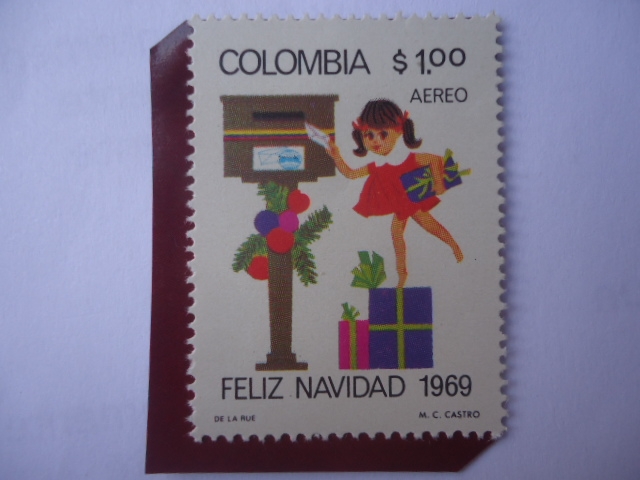 COLOMBIA $1.00
AEREO
FELIZ NAVIDAD 1969
DE LA RUE M. C. CASTRO